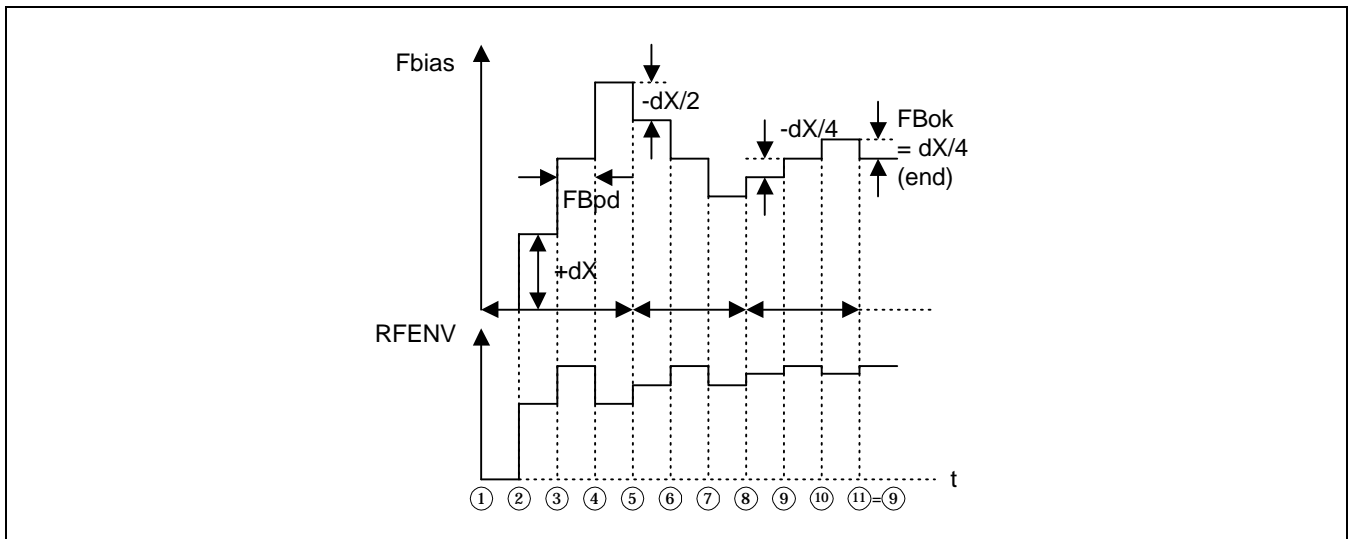 Fbias
-dX/2
-dX/4
FBok
= dX/4
(end)
FBpd
+dX
RFENV
t
① ② ③ ④ ⑤ ⑥ ⑦ ⑧ ⑨ ⑩ ⑪=⑨